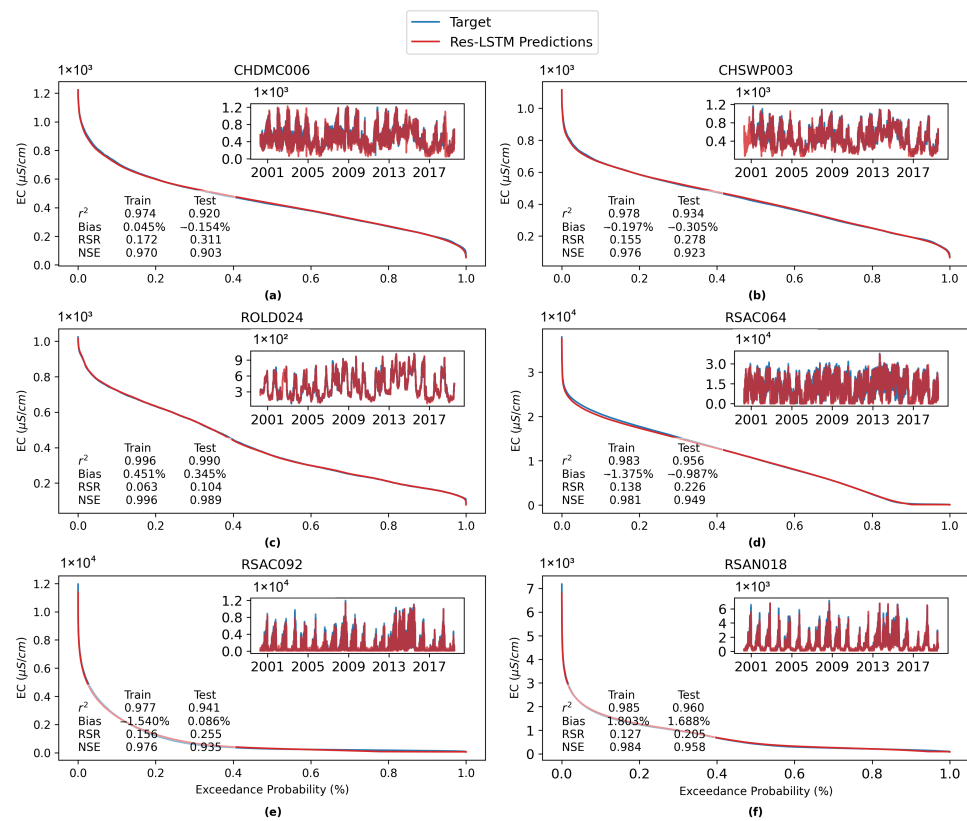 Target
Res-LSTM Predictions
1×10³
CHDMC006
EC (μS/cm)
1.2
1.0
0.8
0.6
0.4
0.2
0.0
1×10³
1.2
0.8
0.4
0.0
2001 2005 2009 2013 2017
Train Test
r² 0.974 0.920
Bias 0.045% −0.154%
RSR 0.172 0.311
NSE 0.970 0.903
0.0 0.2 0.4 0.6 0.8 1.0
(a)
1×10³
CHSWP003
EC (μS/cm)
1.0
0.8
0.6
0.4
0.2
1×10³
1.2
0.8
0.4
2001 2005 2009 2013 2017
Train Test
r² 0.978 0.934
Bias −0.197% −0.305%
RSR 0.155 0.278
NSE 0.976 0.923
0.0 0.2 0.4 0.6 0.8 1.0
(b)
1×10³
ROLD024
EC (μS/cm)
1.0
0.8
0.6
0.4
0.2
1×10²
9
6
3
2001 2005 2009 2013 2017
Train Test
r² 0.996 0.990
Bias 0.451% 0.345%
RSR 0.063 0.104
NSE 0.996 0.989
0.0 0.2 0.4 0.6 0.8 1.0
(c)
1×10⁴
RSAC064
EC (μS/cm)
3
2
1
0
1×10⁴
3.0
1.5
0.0
2001 2005 2009 2013 2017
Train Test
r² 0.983 0.956
Bias −1.375% −0.987%
RSR 0.138 0.226
NSE 0.981 0.949
0.0 0.2 0.4 0.6 0.8 1.0
(d)
1×10⁴
RSAC092
EC (μS/cm)
1.2
1.0
0.8
0.6
0.4
0.2
0.0
1×10⁴
1.2
0.8
0.4
0.0
2001 2005 2009 2013 2017
Train Test
r² 0.977 0.941
Bias −1.540% 0.086%
RSR 0.156 0.255
NSE 0.976 0.935
0.0 0.2 0.4 0.6 0.8 1.0
Exceedance Probability (%)
(e)
1×10³
RSAN018
EC (μS/cm)
7
6
5
4
3
2
1
0
1×10³
6
4
2
0
2001 2005 2009 2013 2017
Train Test
r² 0.985 0.960
Bias 1.803% 1.688%
RSR 0.127 0.205
NSE 0.984 0.958
0.0 0.2 0.4 0.6 0.8 1.0
Exceedance Probability (%)
(f)